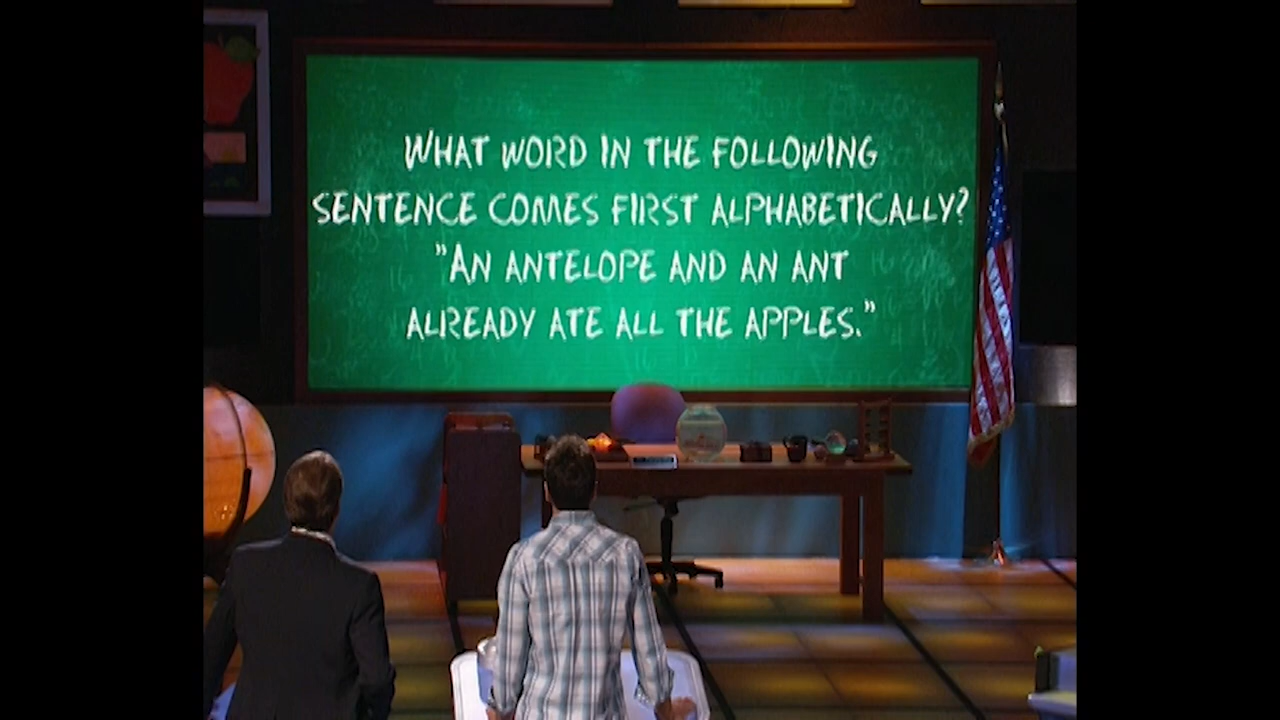 WHAT WORD IN THE FOLLOWING
SENTENCE COMES FIRST ALPHABETICALLY?
"AN ANTELOPE AND AN ANT
ALREADY ATE ALL THE APPLES."